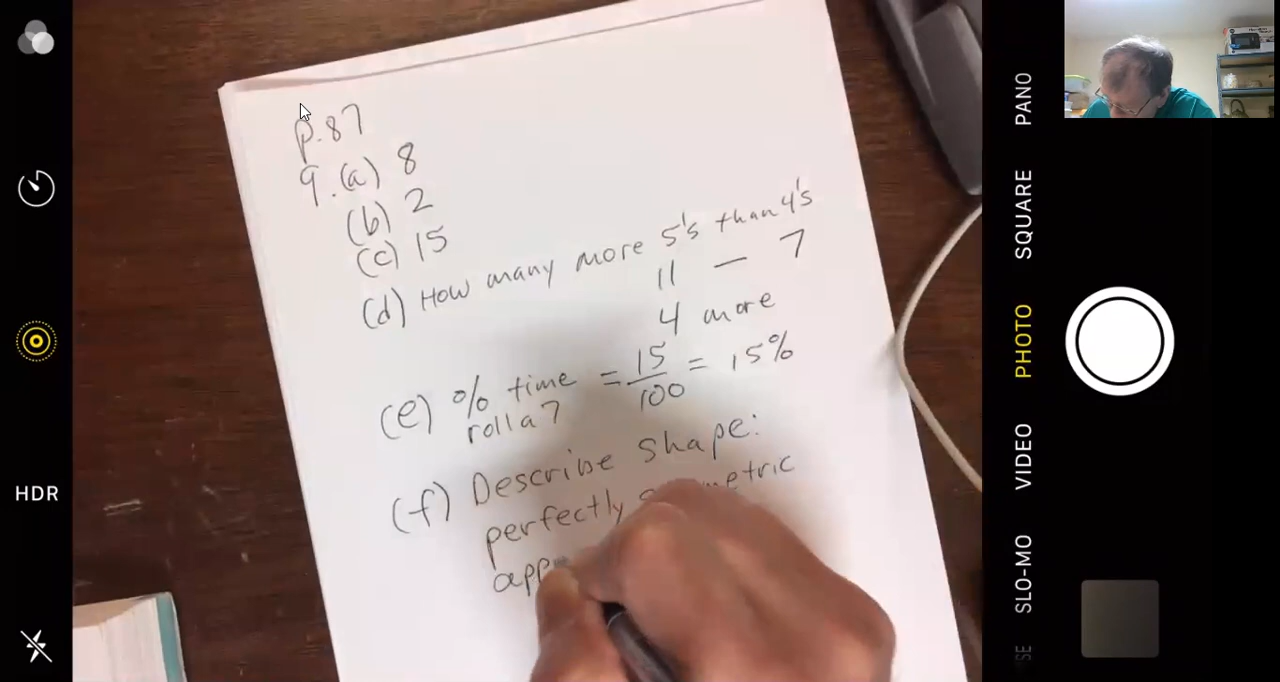 p.87
9.(a) 8
(b) 2
(c) 15
(d) How many more 5's than 4's
11 — 7
4 more
(e) % time = 15/100 = 15%
roll a 7
(f) Describe shape:
perfectly
HDR
PANO
SQUARE
PHOTO
VIDEO
SLO-MO
SE